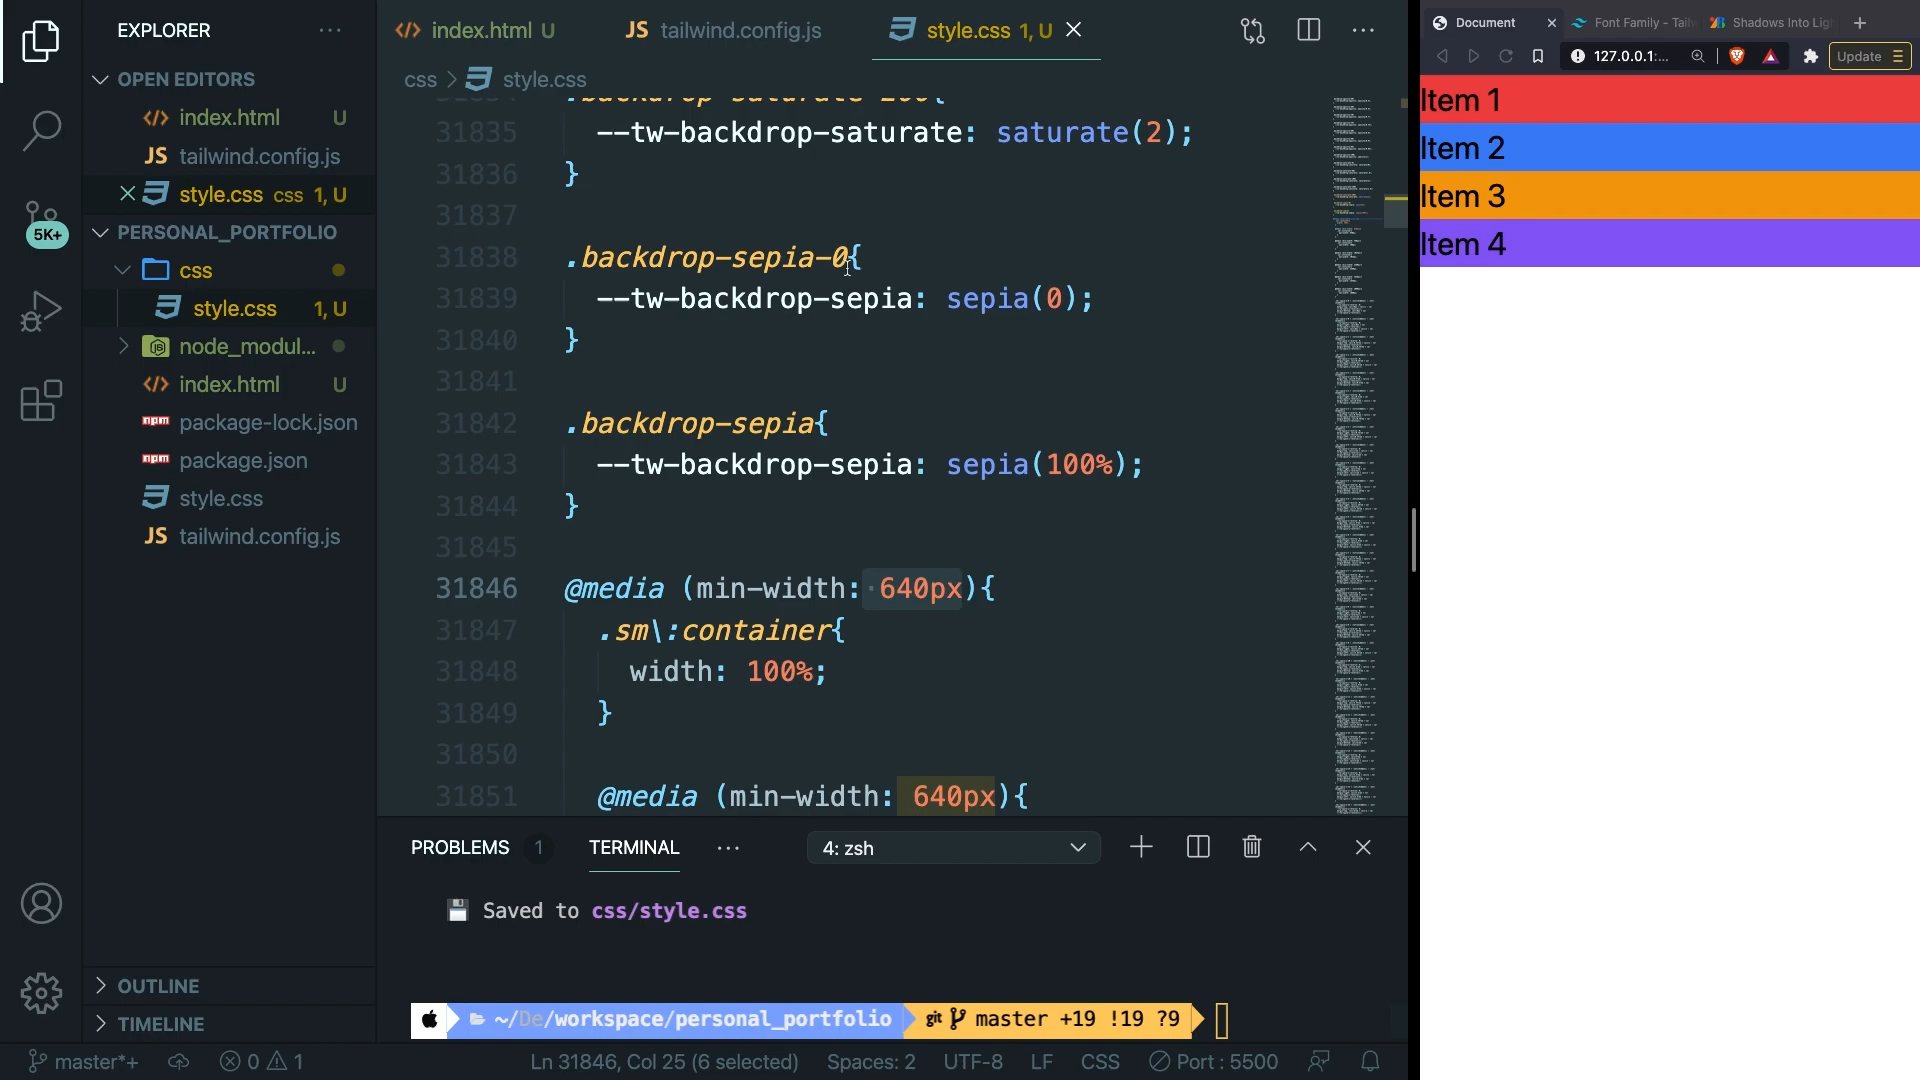 EXPLORER
OPEN EDITORS
index.html U
JS tailwind.config.js
style.css css 1, U
PERSONAL_PORTFOLIO
css
style.css 1, U
node_modul...
index.html U
npm package-lock.json
npm package.json
style.css
JS tailwind.config.js
OUTLINE
TIMELINE
5K+
index.html U
JS tailwind.config.js
style.css 1, U
css > style.css
31835 --tw-backdrop-saturate: saturate(2);
31836 }
31837
31838 .backdrop-sepia-0{
31839 --tw-backdrop-sepia: sepia(0);
31840 }
31841
31842 .backdrop-sepia{
31843 --tw-backdrop-sepia: sepia(100%);
31844 }
31845
31846 @media (min-width: 640px){
31847 .sm\:container{
31848 width: 100%;
31849 }
31850
31851 @media (min-width: 640px){
PROBLEMS 1 TERMINAL
4: zsh
Saved to css/style.css
~/De/workspace/personal_portfolio git master +19 !19 ?9
master*+ 0 1 Ln 31846, Col 25 (6 selected) Spaces: 2 UTF-8 LF CSS Port : 5500
Document Font Family - Tailw Shadows Into Lig
127.0.0.1:... Update
Item 1
Item 2
Item 3
Item 4